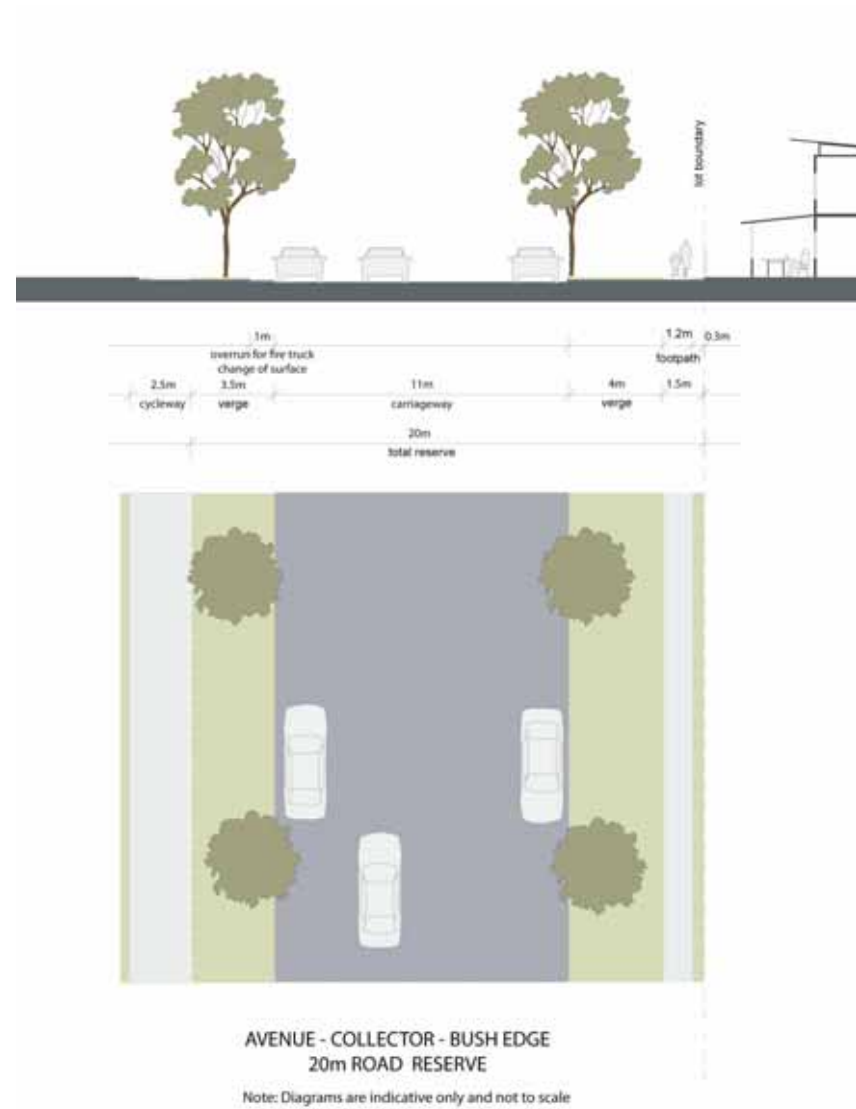 lot boundary
1m
overrun for fire truck
change of surface
1.2m
0.3m
footpath
2.5m
3.5m
11m
4m
1.5m
cycleway
verge
carriageway
verge
20m
total reserve
AVENUE - COLLECTOR - BUSH EDGE
20m ROAD RESERVE
Note: Diagrams are indicative only and not to scale